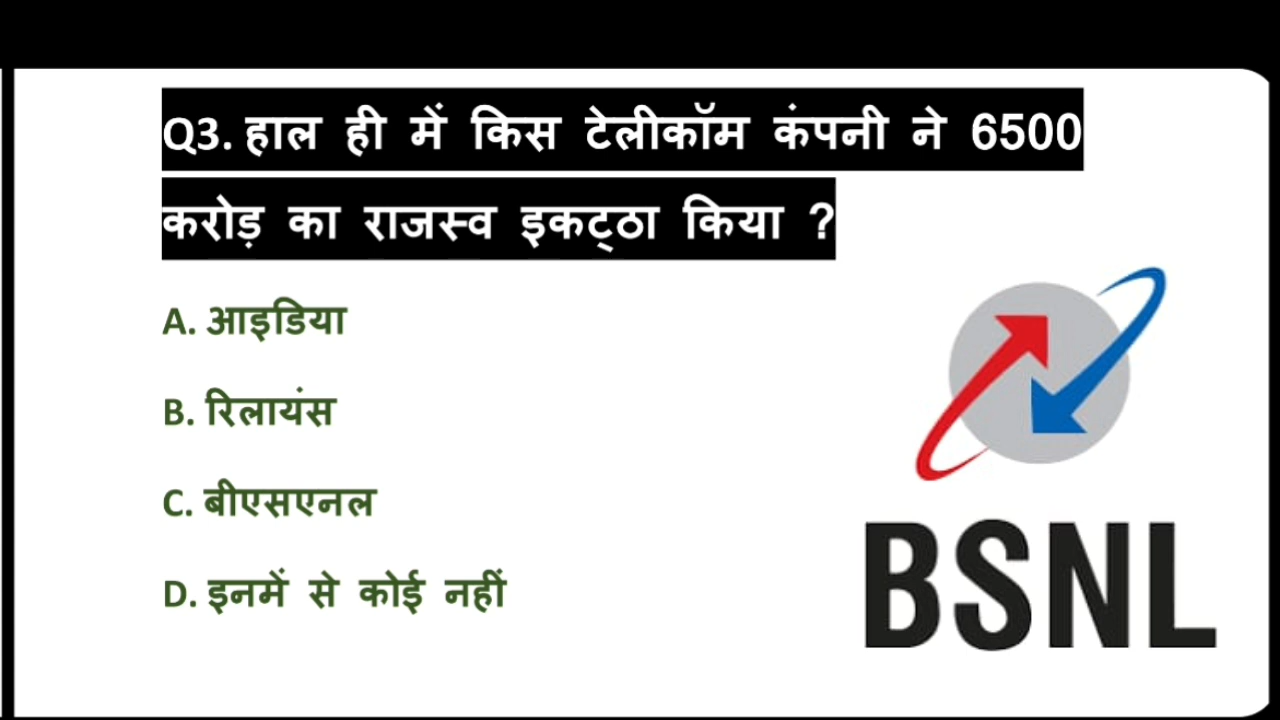 Q3. हाल ही में किस टेलीकॉम कंपनी ने 6500
करोड़ का राजस्व इकट्ठा किया ?
A. आइडिया
B. रिलायंस
C. बीएसएनल
D. इनमें से कोई नहीं
BSNL